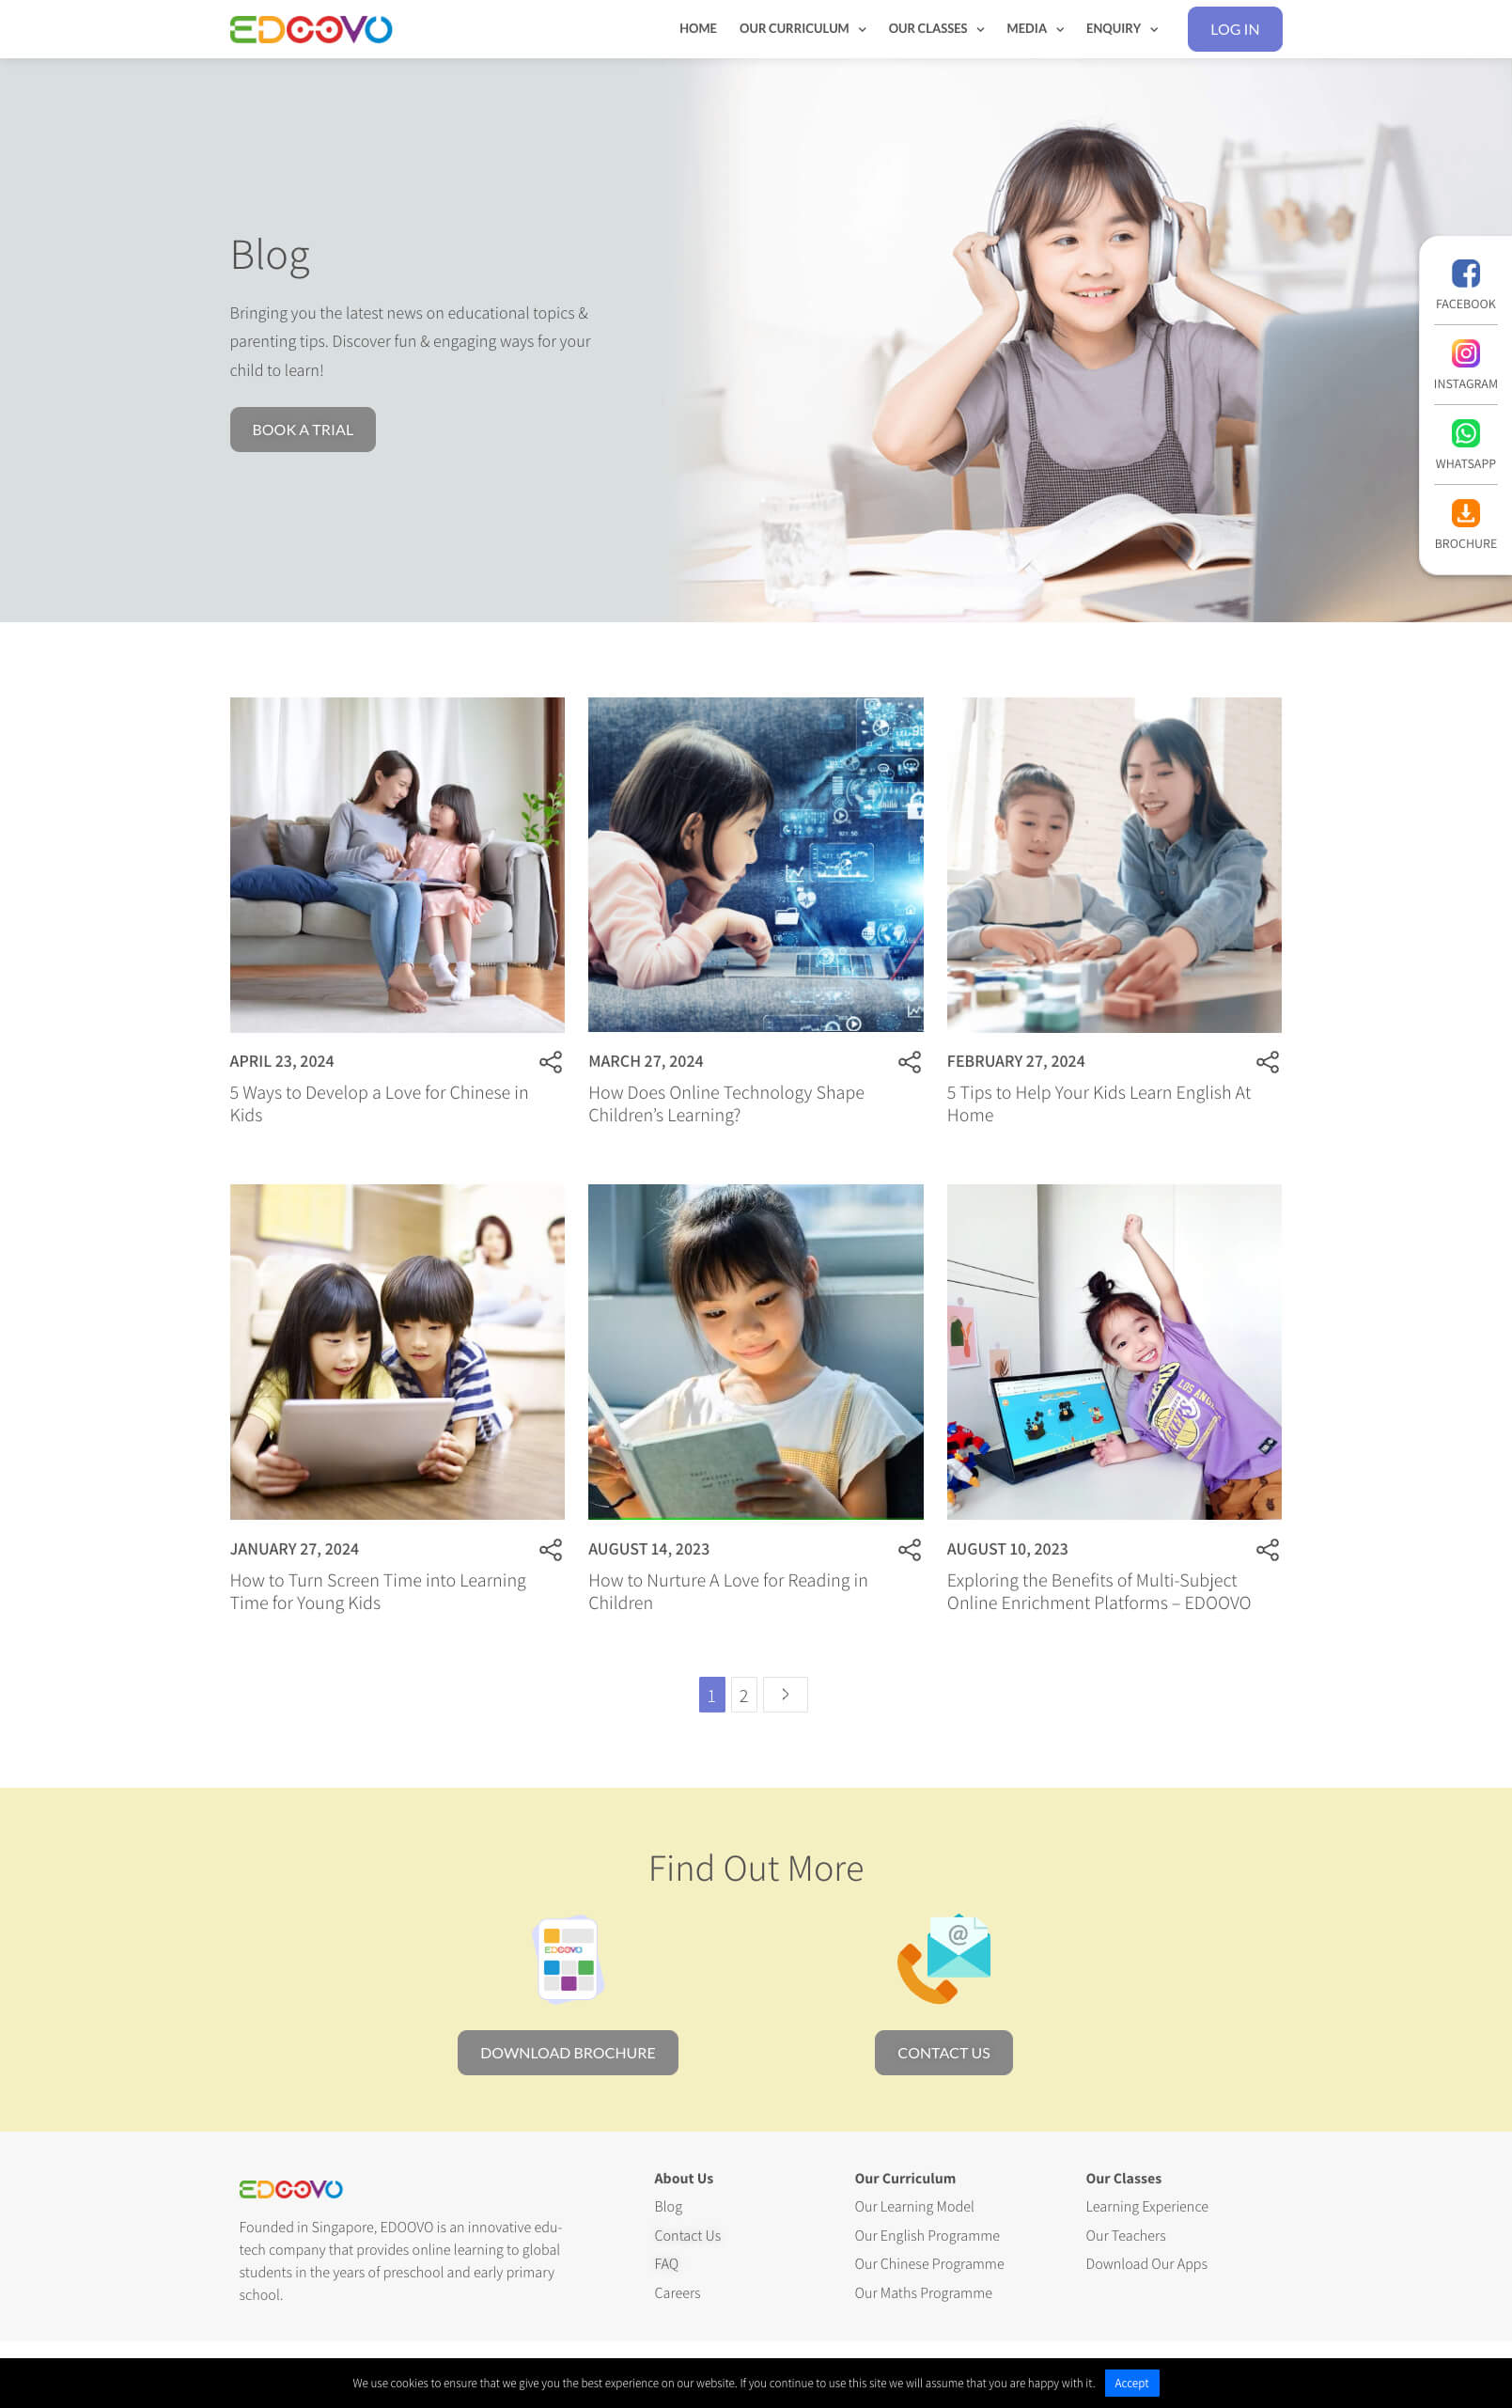 EDOOVO
HOME OUR CURRICULUM OUR CLASSES MEDIA ENQUIRY LOG IN
Blog
Bringing you the latest news on educational topics &
parenting tips. Discover fun & engaging ways for your
child to learn!
BOOK A TRIAL
FACEBOOK
INSTAGRAM
WHATSAPP
BROCHURE
APRIL 23, 2024
5 Ways to Develop a Love for Chinese in
Kids
MARCH 27, 2024
How Does Online Technology Shape
Children’s Learning?
FEBRUARY 27, 2024
5 Tips to Help Your Kids Learn English At
Home
LOS ANG
JANUARY 27, 2024
How to Turn Screen Time into Learning
Time for Young Kids
AUGUST 14, 2023
How to Nurture A Love for Reading in
Children
AUGUST 10, 2023
Exploring the Benefits of Multi-Subject
Online Enrichment Platforms – EDOOVO
1 2
Find Out More
EDOOVO
@
DOWNLOAD BROCHURE
CONTACT US
EDOOVO
Founded in Singapore, EDOOVO is an innovative edu-
tech company that provides online learning to global
students in the years of preschool and early primary
school.
About Us
Blog
Contact Us
FAQ
Careers
Our Curriculum
Our Learning Model
Our English Programme
Our Chinese Programme
Our Maths Programme
Our Classes
Learning Experience
Our Teachers
Download Our Apps
We use cookies to ensure that we give you the best experience on our website. If you continue to use this site we will assume that you are happy with it. Accept